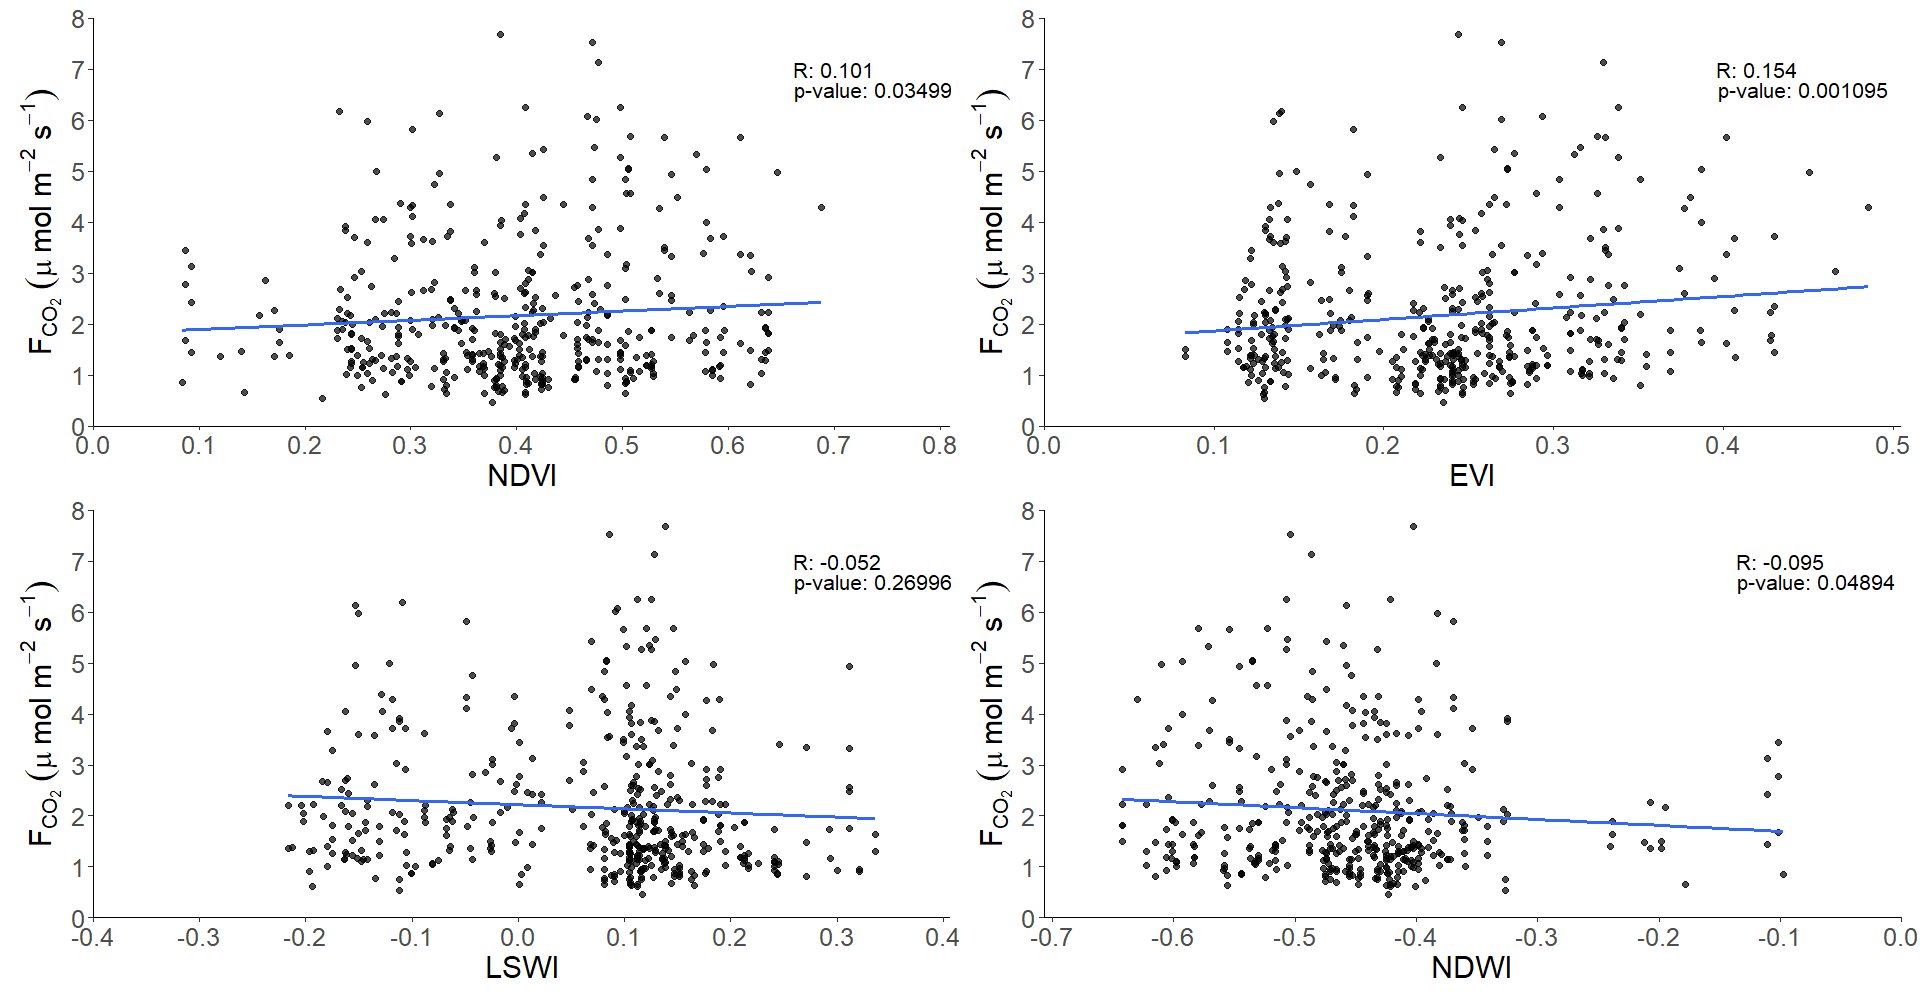 8
7
6
5
4
3
2
1
0
F CO2 (μ mol m−2 s−1)
R: 0.101
p-value: 0.03499
0.0 0.1 0.2 0.3 0.4 0.5 0.6 0.7 0.8
NDVI
8
7
6
5
4
3
2
1
0
F CO2 (μ mol m−2 s−1)
R: 0.154
p-value: 0.001095
0.0 0.1 0.2 0.3 0.4 0.5
EVI
8
7
6
5
4
3
2
1
0
F CO2 (μ mol m−2 s−1)
R: -0.052
p-value: 0.26996
-0.4 -0.3 -0.2 -0.1 0.0 0.1 0.2 0.3 0.4
LSWI
8
7
6
5
4
3
2
1
0
F CO2 (μ mol m−2 s−1)
R: -0.095
p-value: 0.04894
-0.7 -0.6 -0.5 -0.4 -0.3 -0.2 -0.1 0.0
NDWI